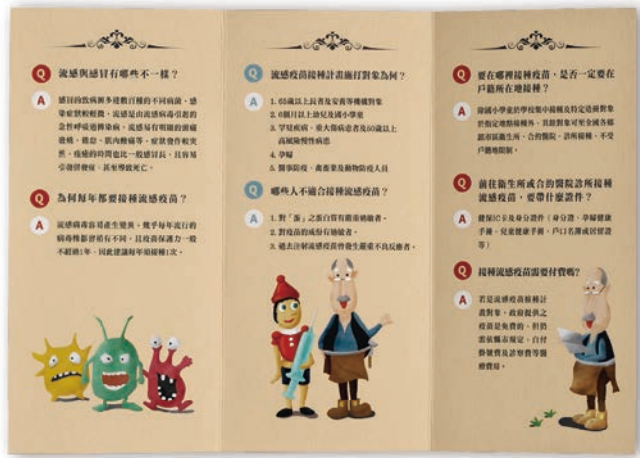 Q 流感與感冒有哪些不一樣？
A 感冒的致病源多達數百種的不同病菌，感
染症狀較輕微，流感是由流感病毒引起的
急性呼吸道傳染病，流感易有明顯的頭痛
發燒、倦怠、肌肉酸痛等，症狀發作較突
然，痊癒的時間也比一般感冒長，且容易
引發併發症，甚至導致死亡。
Q 為何每年都要接種流感疫苗？
A 流感病毒容易產生變異，幾乎每年流行的
病毒株都會稍有不同，且疫苗保護力一般
不超過1年，因此建議每年須接種1次。
Q 流感疫苗接種計畫施打對象為何？
A 1.65歲以上長者及安養等機構對象
2.6個月以上幼兒及國小學童
3.罕見疾病、重大傷病患者及50歲以上
高風險慢性病患
4.孕婦
5.醫事防疫、禽畜業及動物防疫人員
Q 哪些人不適合接種流感疫苗？
A 1.對「蛋」之蛋白質有嚴重過敏者。
2.對疫苗的成份有過敏者。
3.過去注射流感疫苗曾發生嚴重不良反應者。
Q 要在哪裡接種疫苗，是否一定要在
戶籍所在地接種？
A 除國小學童於學校集中接種及特定造冊對象
於指定地點接種外，其餘對象可至全國各鄉
鎮市區衛生所、合約醫院、診所接種，不受
戶籍地限制。
Q 前往衛生所或合約醫院診所接種
流感疫苗，要帶什麼證件？
A 健保IC卡及身分證件（身分證、孕婦健康
手冊、兒童健康手冊、戶口名簿或居留證
等）
Q 接種流感疫苗需要付費嗎？
A 若是流感疫苗接種計
畫對象，政府提供之
疫苗是免費的，但仍
需依縣市規定，自付
掛號費及診察費等醫
療費用。